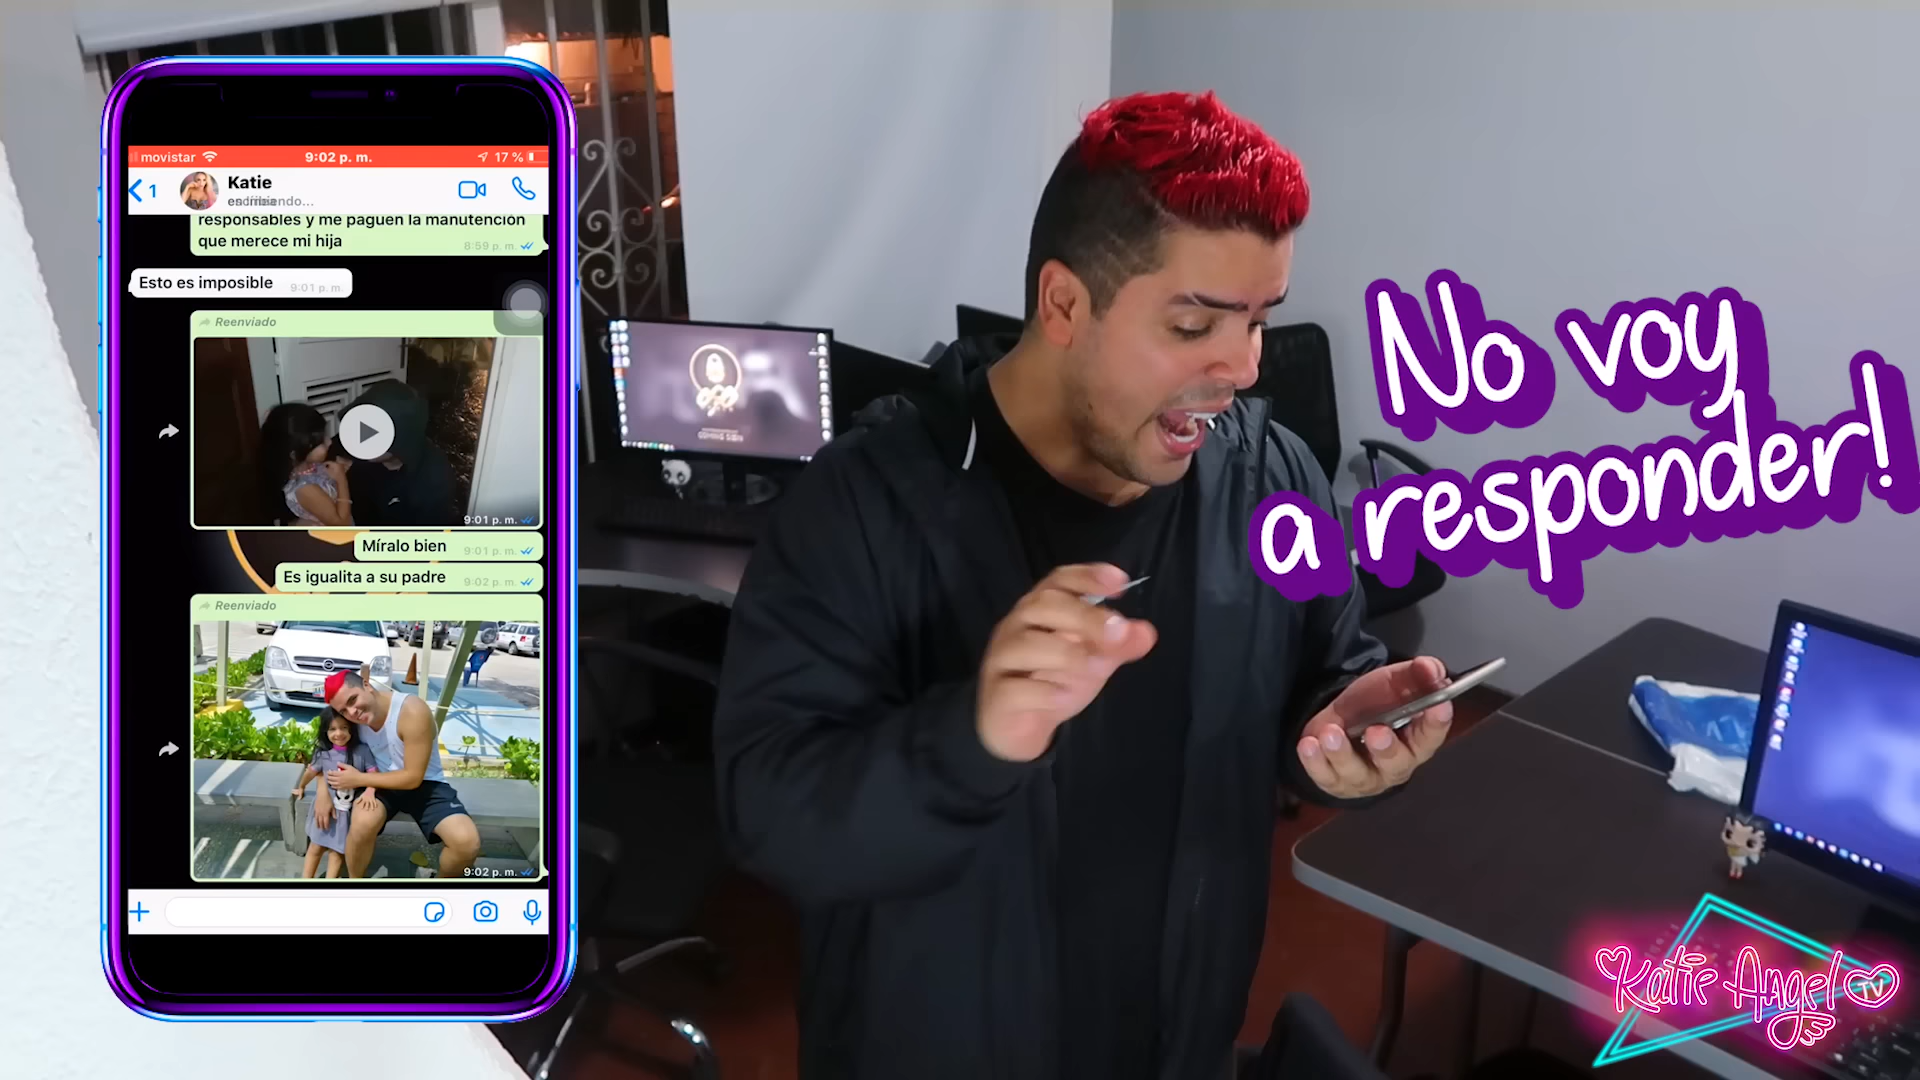 movistar 9:02 p. m. 17 %
1 Katie
responsables y me paguen la manutención
que merece mi hija 8:59 p. m.
Esto es imposible 9:01 p. m.
Reenviado
9:01 p. m.
Míralo bien 9:01 p. m.
Es igualita a su padre 9:02 p. m.
Reenviado
9:02 p. m.
COMING SOON
No voy
a responder!
Katie Angel TV